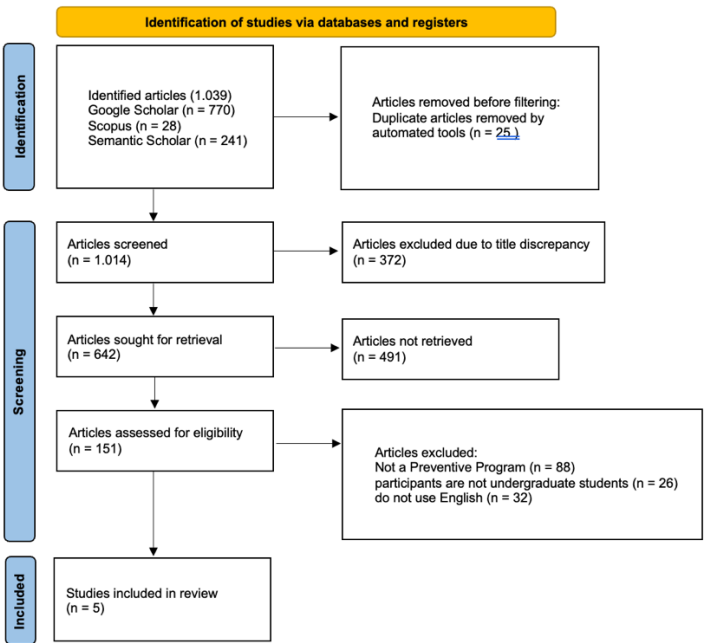 Identification of studies via databases and registers
Identification
Identified articles (1.039)
Google Scholar (n = 770)
Scopus (n = 28)
Semantic Scholar (n = 241)
Articles removed before filtering:
Duplicate articles removed by
automated tools (n = 25 )
Screening
Articles screened
(n = 1.014)
Articles excluded due to title discrepancy
(n = 372)
Articles sought for retrieval
(n = 642)
Articles not retrieved
(n = 491)
Articles assessed for eligibility
(n = 151)
Articles excluded:
Not a Preventive Program (n = 88)
participants are not undergraduate students (n = 26)
do not use English (n = 32)
Included
Studies included in review
(n = 5)